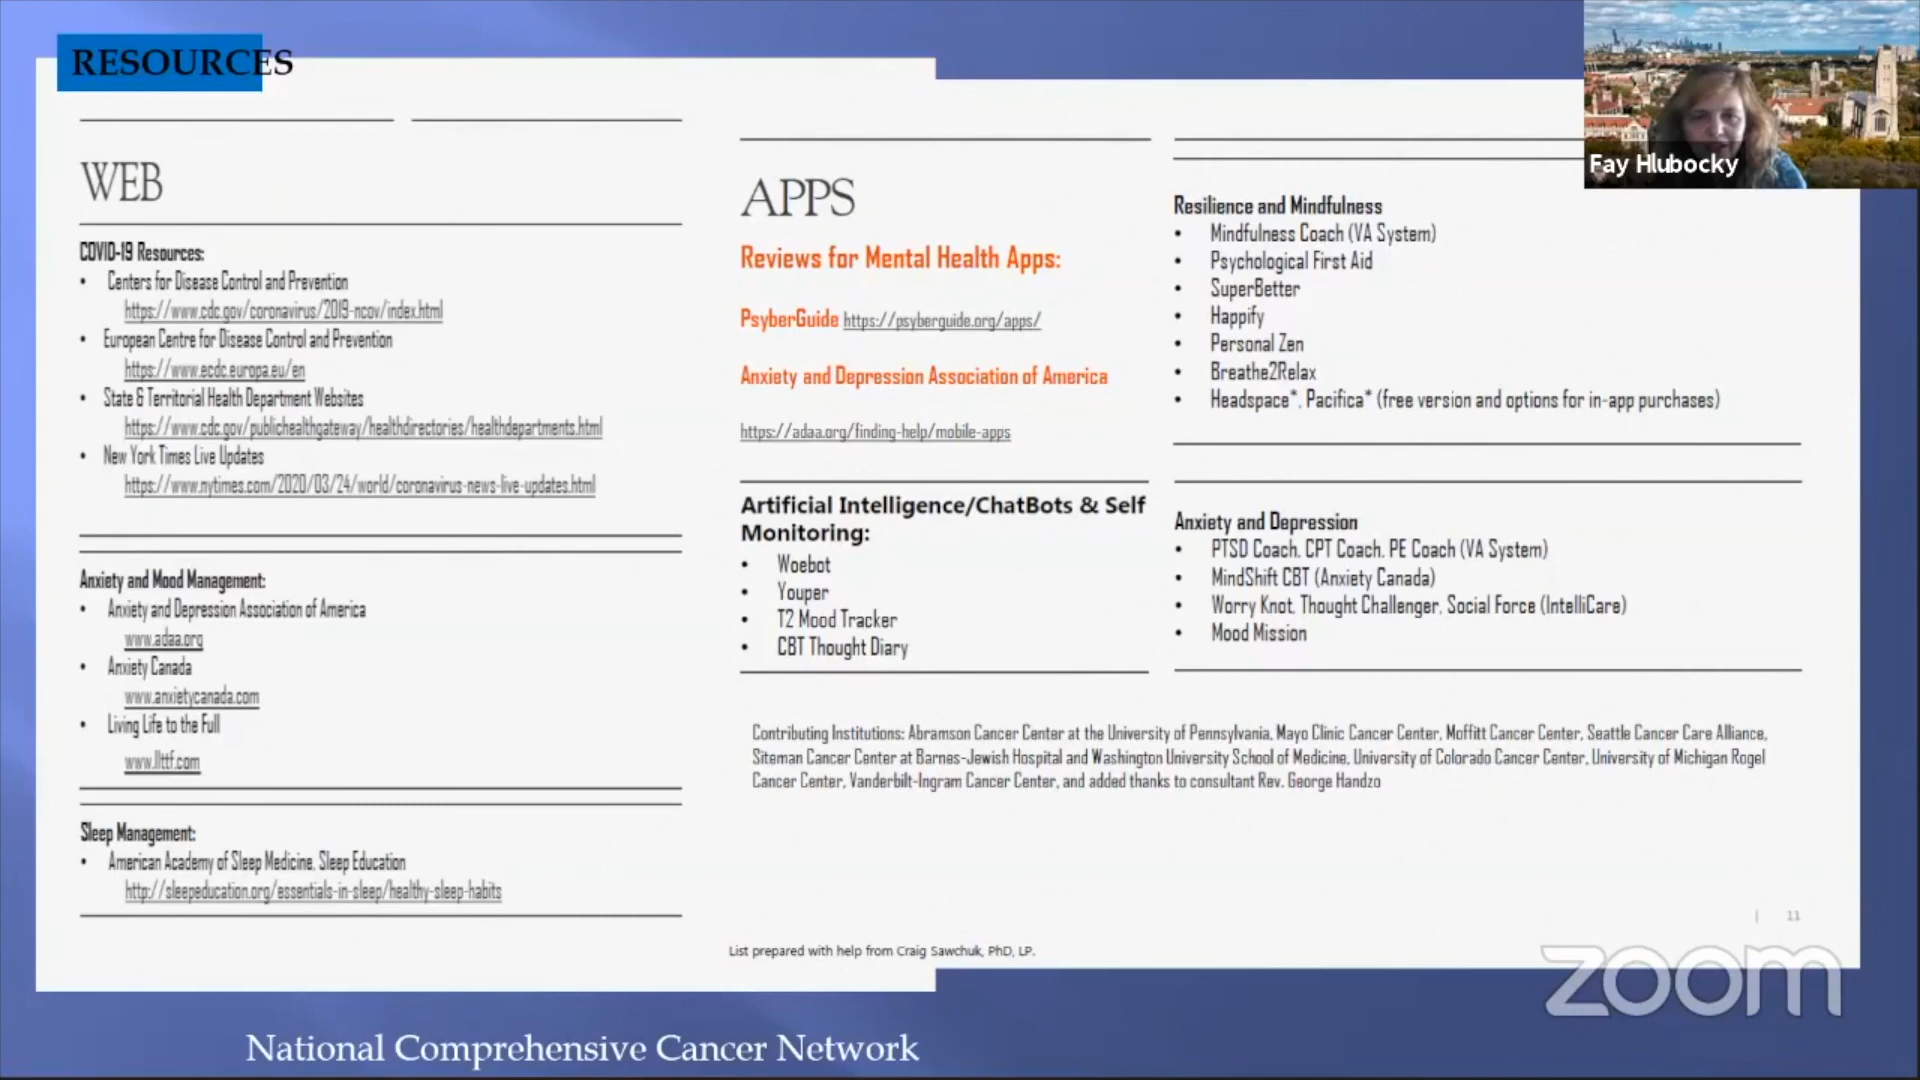 RESOURCES
WEB
COVID-19 Resources:
• Centers for Disease Control and Prevention
https://www.cdc.gov/coronavirus/2019-ncov/index.html
• European Centre for Disease Control and Prevention
https://www.ecdc.europa.eu/en
• State & Territorial Health Department Websites
https://www.cdc.gov/publichealthgateway/healthdirectories/healthdepartments.html
• New York Times Live Updates
https://www.nytimes.com/2020/03/24/world/coronavirus-news-live-updates.html
Anxiety and Mood Management:
• Anxiety and Depression Association of America
www.adaa.org
• Anxiety Canada
www.anxietycanada.com
• Living Life to the Full
www.llttf.com
Sleep Management:
• American Academy of Sleep Medicine, Sleep Education
http://sleepeducation.org/essentials-in-sleep/healthy-sleep-habits
APPS
Reviews for Mental Health Apps:
PsyberGuide https://psyberguide.org/apps/
Anxiety and Depression Association of America
https://adaa.org/finding-help/mobile-apps
Artificial Intelligence/ChatBots & Self
Monitoring:
• Woebot
• Youper
• T2 Mood Tracker
• CBT Thought Diary
Resilience and Mindfulness
• Mindfulness Coach (VA System)
• Psychological First Aid
• SuperBetter
• Happify
• Personal Zen
• Breathe2Relax
• Headspace*, Pacifica* (free version and options for in-app purchases)
Anxiety and Depression
• PTSD Coach, CPT Coach, PE Coach (VA System)
• MindShift CBT (Anxiety Canada)
• Worry Knot, Thought Challenger, Social Force (IntelliCare)
• Mood Mission
Contributing Institutions: Abramson Cancer Center at the University of Pennsylvania, Mayo Clinic Cancer Center, Moffitt Cancer Center, Seattle Cancer Care Alliance,
Siteman Cancer Center at Barnes-Jewish Hospital and Washington University School of Medicine, University of Colorado Cancer Center, University of Michigan Rogel
Cancer Center, Vanderbilt-Ingram Cancer Center, and added thanks to consultant Rev. George Handzo
| 11
List prepared with help from Craig Sawchuk, PhD, LP.
National Comprehensive Cancer Network
Fay Hlubocky
zoom